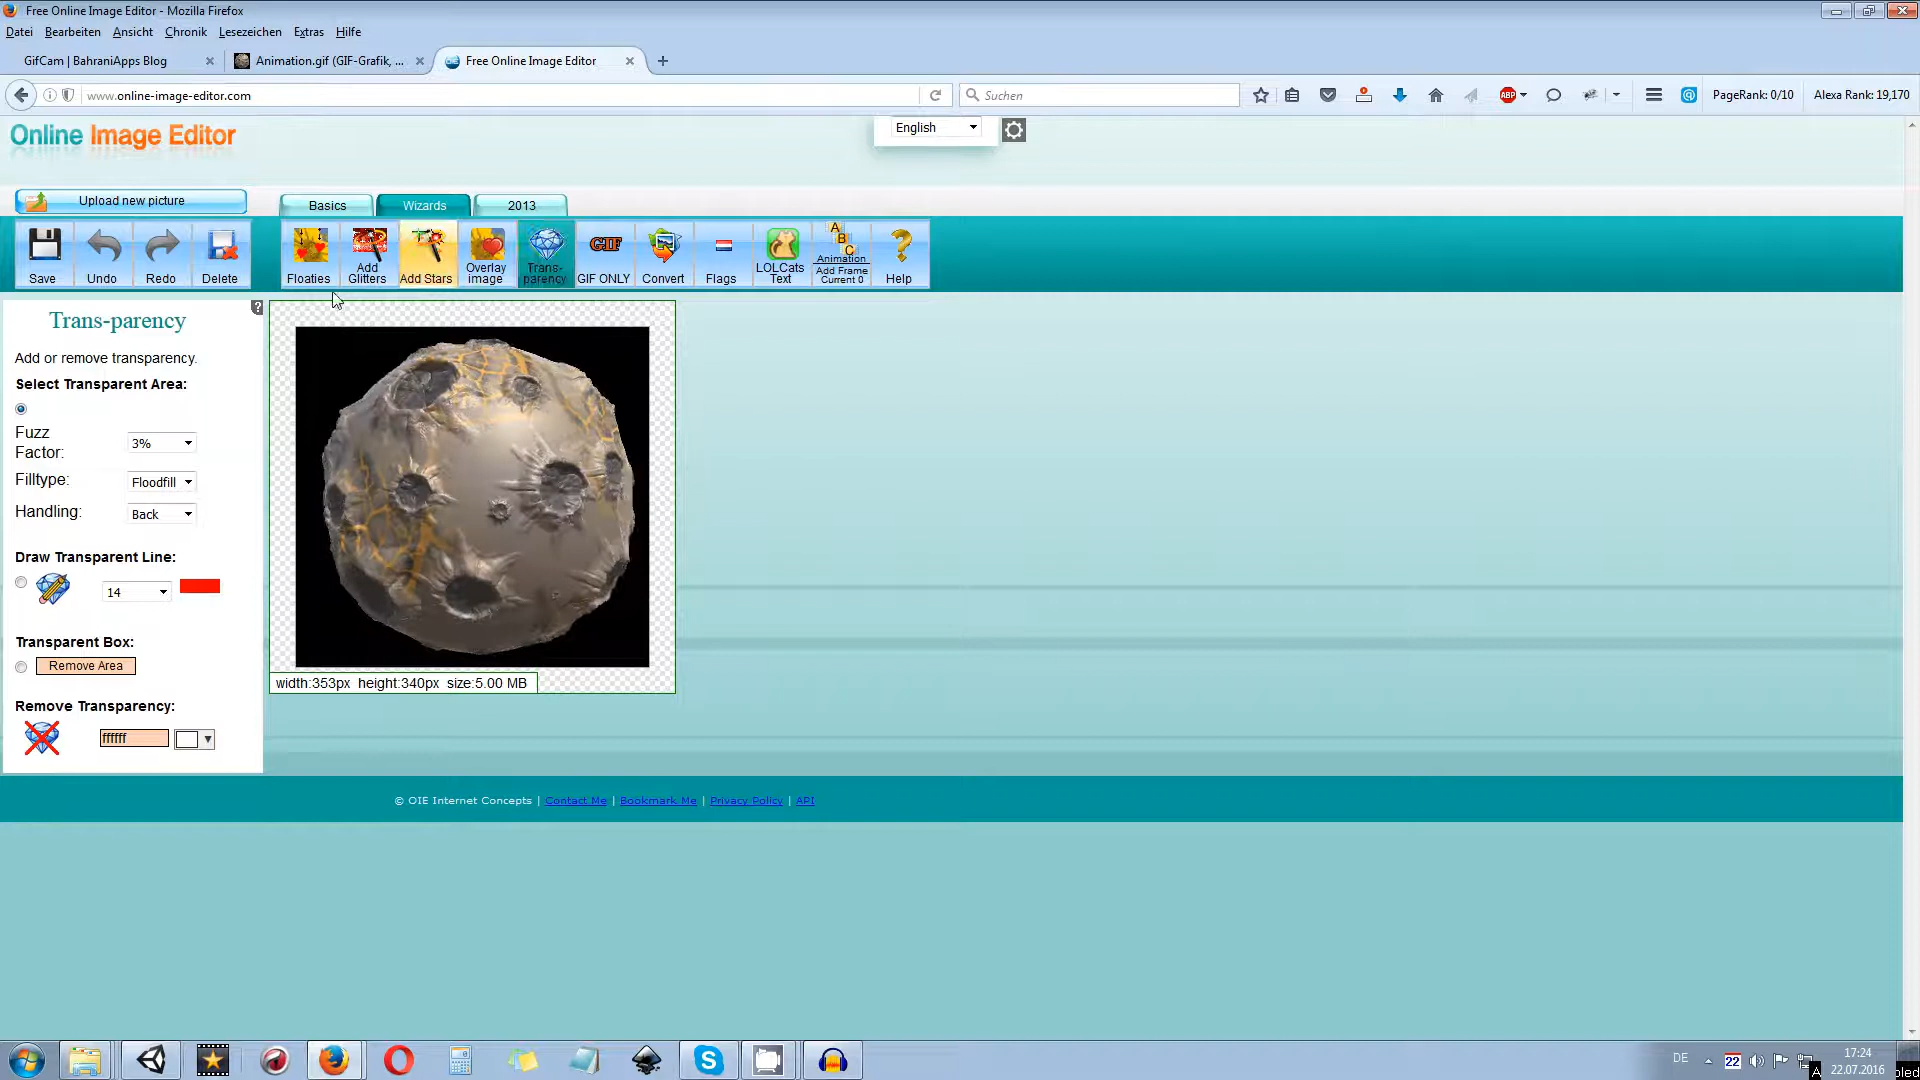 Free Online Image Editor - Mozilla Firefox
Datei Bearbeiten Ansicht Chronik Lesezeichen Extras Hilfe
GifCam | BahraniApps Blog
Animation.gif (GIF-Grafik, ...
Free Online Image Editor
www.online-image-editor.com
Suchen
ABP
PageRank: 0/10
Alexa Rank: 19,170
Online Image Editor
English
Upload new picture
Basics
Wizards
2013
Save
Undo
Redo
Delete
Floaties
Add Glitters
Add Stars
Overlay image
Trans-parency
GIF
GIF ONLY
Convert
Flags
LOLCats Text
A B C
Animation
Add Frame
Current 0
Help
Trans-parency
?
Add or remove transparency.
Select Transparent Area:
Fuzz Factor:
3%
Filltype:
Floodfill
Handling:
Back
Draw Transparent Line:
14
Transparent Box:
Remove Area
Remove Transparency:
ffffff
width:353px height:340px size:5.00 MB
© OIE Internet Concepts | Contact Me | Bookmark Me | Privacy Policy | API
DE
22
17:24
22.07.2016